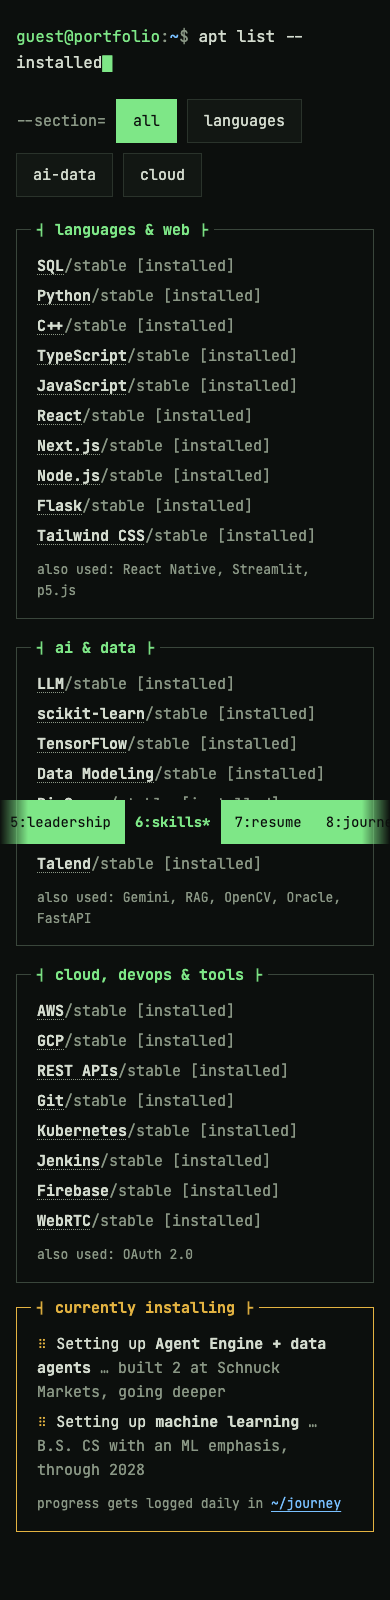 guest@portfolio:~$ apt list --
installed
--section= all languages
ai-data cloud
languages & web
SQL/stable [installed]
Python/stable [installed]
C++/stable [installed]
TypeScript/stable [installed]
JavaScript/stable [installed]
React/stable [installed]
Next.js/stable [installed]
Node.js/stable [installed]
Flask/stable [installed]
Tailwind CSS/stable [installed]
also used: React Native, Streamlit,
p5.js
ai & data
LLM/stable [installed]
scikit-learn/stable [installed]
TensorFlow/stable [installed]
Data Modeling/stable [installed]
5:leadership 6:skills* 7:resume 8:journe
Talend/stable [installed]
also used: Gemini, RAG, OpenCV, Oracle,
FastAPI
cloud, devops & tools
AWS/stable [installed]
GCP/stable [installed]
REST APIs/stable [installed]
Git/stable [installed]
Kubernetes/stable [installed]
Jenkins/stable [installed]
Firebase/stable [installed]
WebRTC/stable [installed]
also used: OAuth 2.0
currently installing
⠿ Setting up Agent Engine + data
agents … built 2 at Schnuck
Markets, going deeper
⠿ Setting up machine learning …
B.S. CS with an ML emphasis,
through 2028
progress gets logged daily in ~/journey